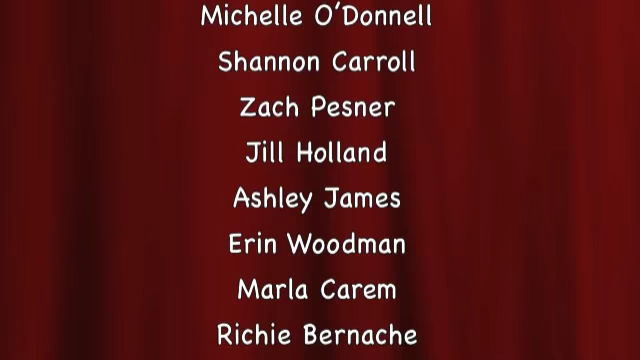 Michelle O'Donnell
Shannon Carroll
Zach Pesner
Jill Holland
Ashley James
Erin Woodman
Marla Carem
Richie Bernache